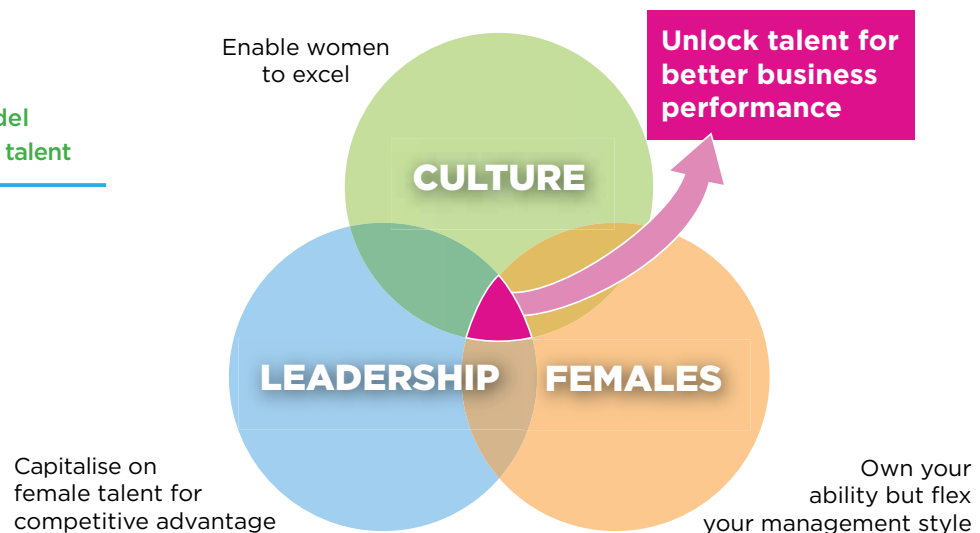 Enable women
to excel
Unlock talent for
better business
performance
del
talent
CULTURE
LEADERSHIP
FEMALES
Capitalise on
female talent for
competitive advantage
Own your
ability but flex
your management style